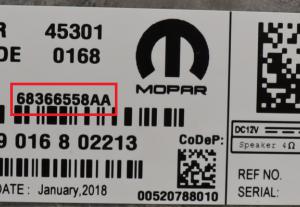 R 45301
DE 0168
MOPAR
68366558AA
9 016 8 02213
CoDeP:
DC12V
Speaker 4Ω
REF NO.
SERIAL:
DATE : January,2018
00520788010